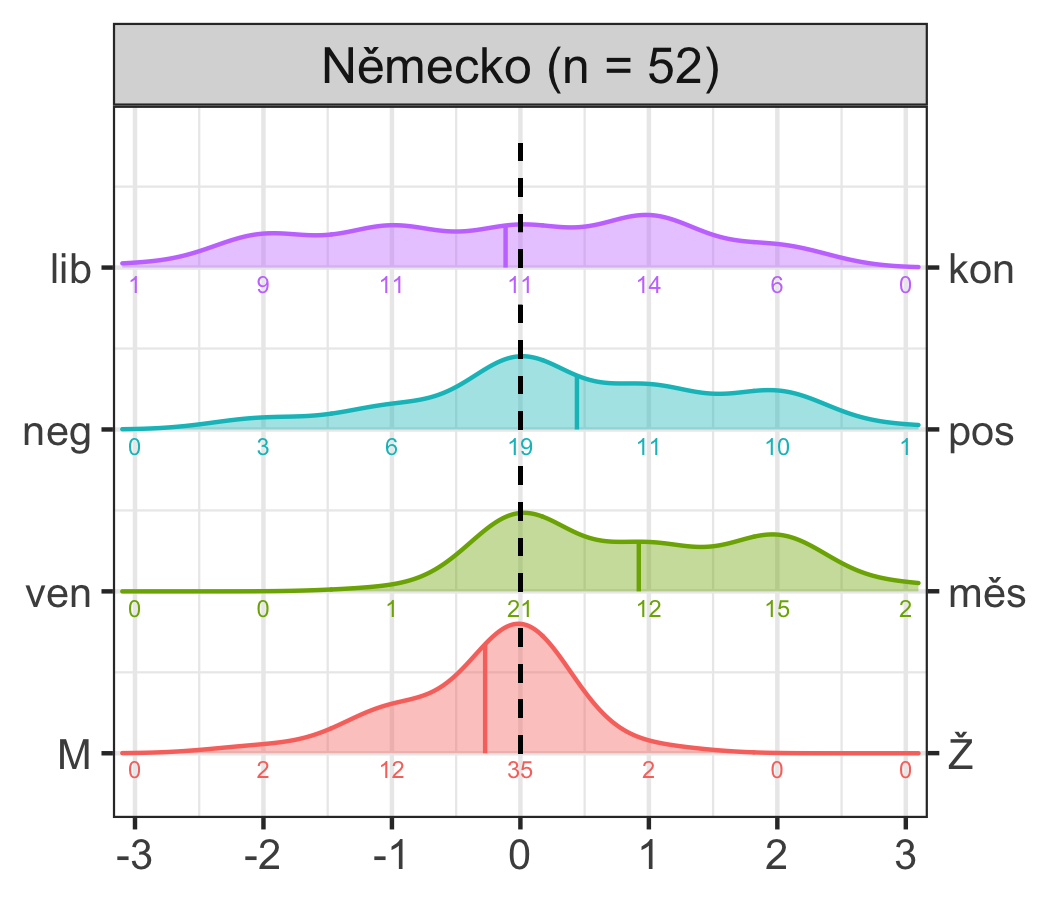 Německo (n = 52)
lib kon
1 9 11 11 14 6 0
neg pos
0 3 6 19 11 10 1
ven měs
0 0 1 21 12 15 2
M Ž
0 2 12 35 2 0 0
-3 -2 -1 0 1 2 3